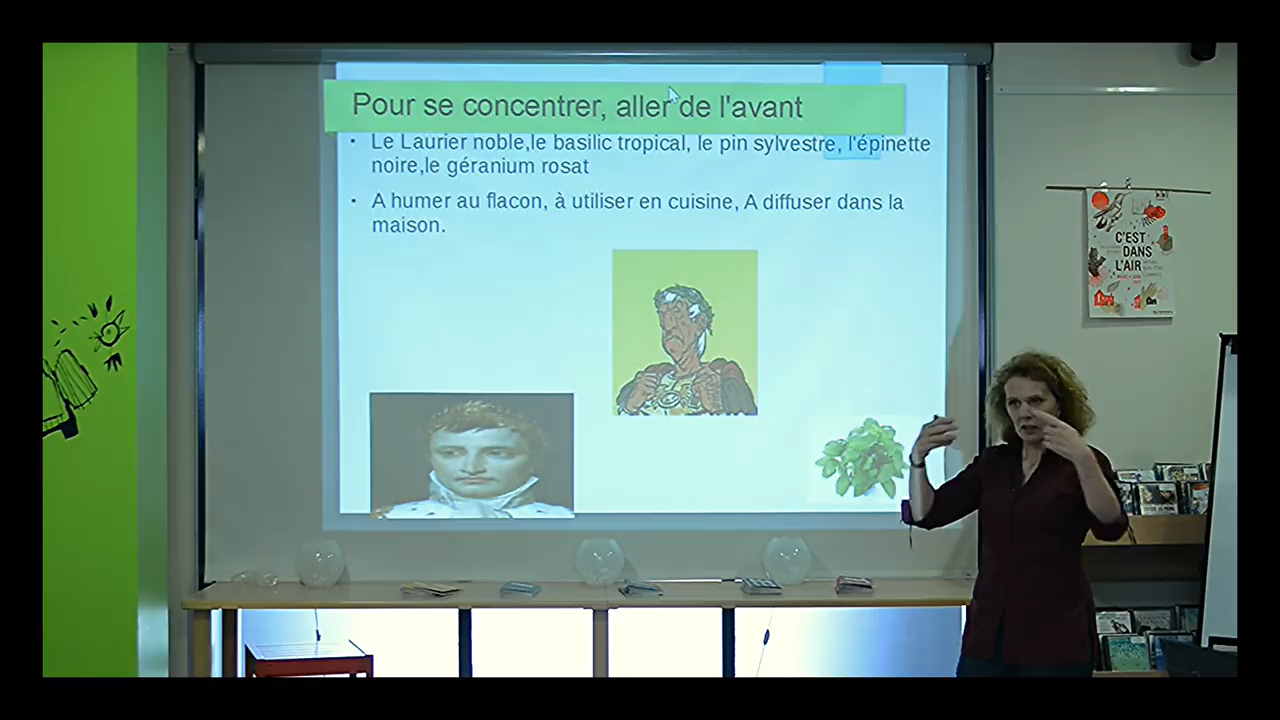 Pour se concentrer, aller de l'avant
• Le Laurier noble,le basilic tropical, le pin sylvestre, l'épinette
noire,le géranium rosat
• A humer au flacon, à utiliser en cuisine, A diffuser dans la
maison.
C'EST
DANS
L'AIR